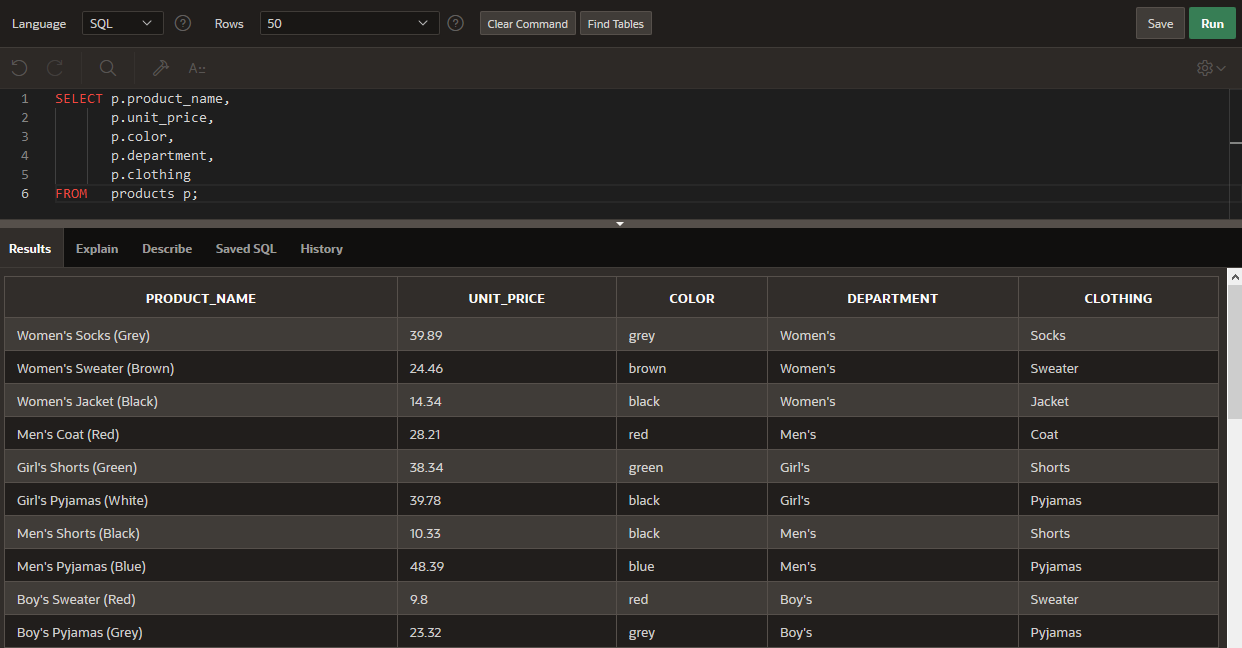 Language SQL Rows 50 Clear Command Find Tables Save Run
A::
1 SELECT p.product_name,
2 p.unit_price,
3 p.color,
4 p.department,
5 p.clothing
6 FROM products p;
Results Explain Describe Saved SQL History
PRODUCT_NAME UNIT_PRICE COLOR DEPARTMENT CLOTHING
Women's Socks (Grey) 39.89 grey Women's Socks
Women's Sweater (Brown) 24.46 brown Women's Sweater
Women's Jacket (Black) 14.34 black Women's Jacket
Men's Coat (Red) 28.21 red Men's Coat
Girl's Shorts (Green) 38.34 green Girl's Shorts
Girl's Pyjamas (White) 39.78 black Girl's Pyjamas
Men's Shorts (Black) 10.33 black Men's Shorts
Men's Pyjamas (Blue) 48.39 blue Men's Pyjamas
Boy's Sweater (Red) 9.8 red Boy's Sweater
Boy's Pyjamas (Grey) 23.32 grey Boy's Pyjamas